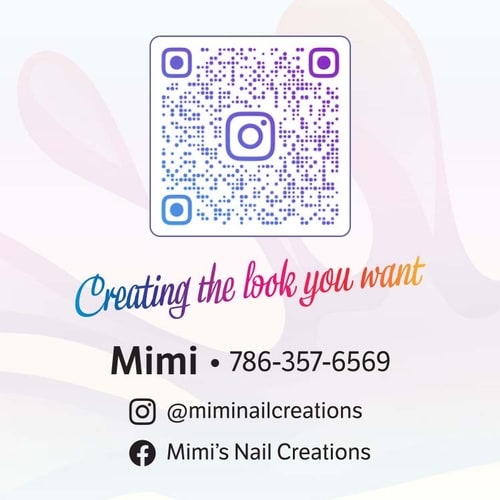 Creating the look you want
Mimi • 786-357-6569
@miminailcreations
Mimi's Nail Creations